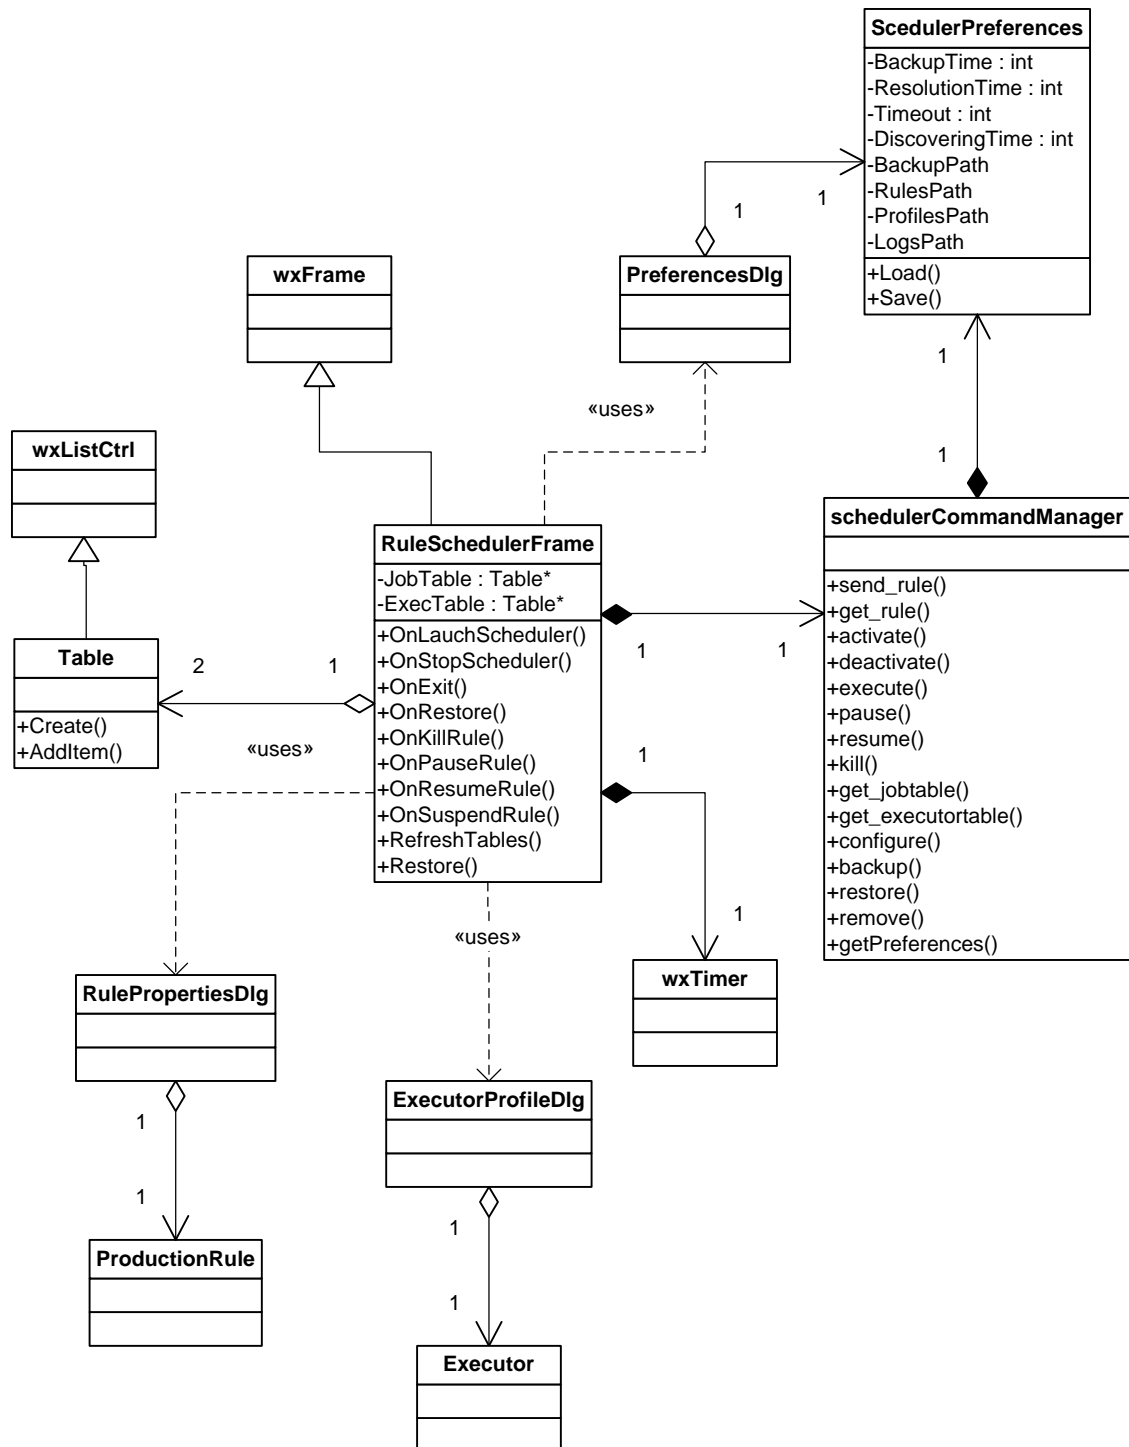 ScedulerPreferences
-BackupTime : int
-ResolutionTime : int
-Timeout : int
-DiscoveringTime : int
-BackupPath
-RulesPath
-ProfilesPath
-LogsPath
+Load()
+Save()
1
1
wxFrame
PreferencesDlg
1
«uses»
1
wxListCtrl
schedulerCommandManager
+send_rule()
+get_rule()
+activate()
+deactivate()
+execute()
+pause()
+resume()
+kill()
+get_jobtable()
+get_executortable()
+configure()
+backup()
+restore()
+remove()
+getPreferences()
RuleSchedulerFrame
-JobTable : Table*
-ExecTable : Table*
+OnLauchScheduler()
+OnStopScheduler()
+OnExit()
+OnRestore()
+OnKillRule()
+OnPauseRule()
+OnResumeRule()
+OnSuspendRule()
+RefreshTables()
+Restore()
1
1
Table
+Create()
+AddItem()
2
1
«uses»
1
1
«uses»
wxTimer
RulePropertiesDlg
1
1
ProductionRule
ExecutorProfileDlg
1
1
Executor